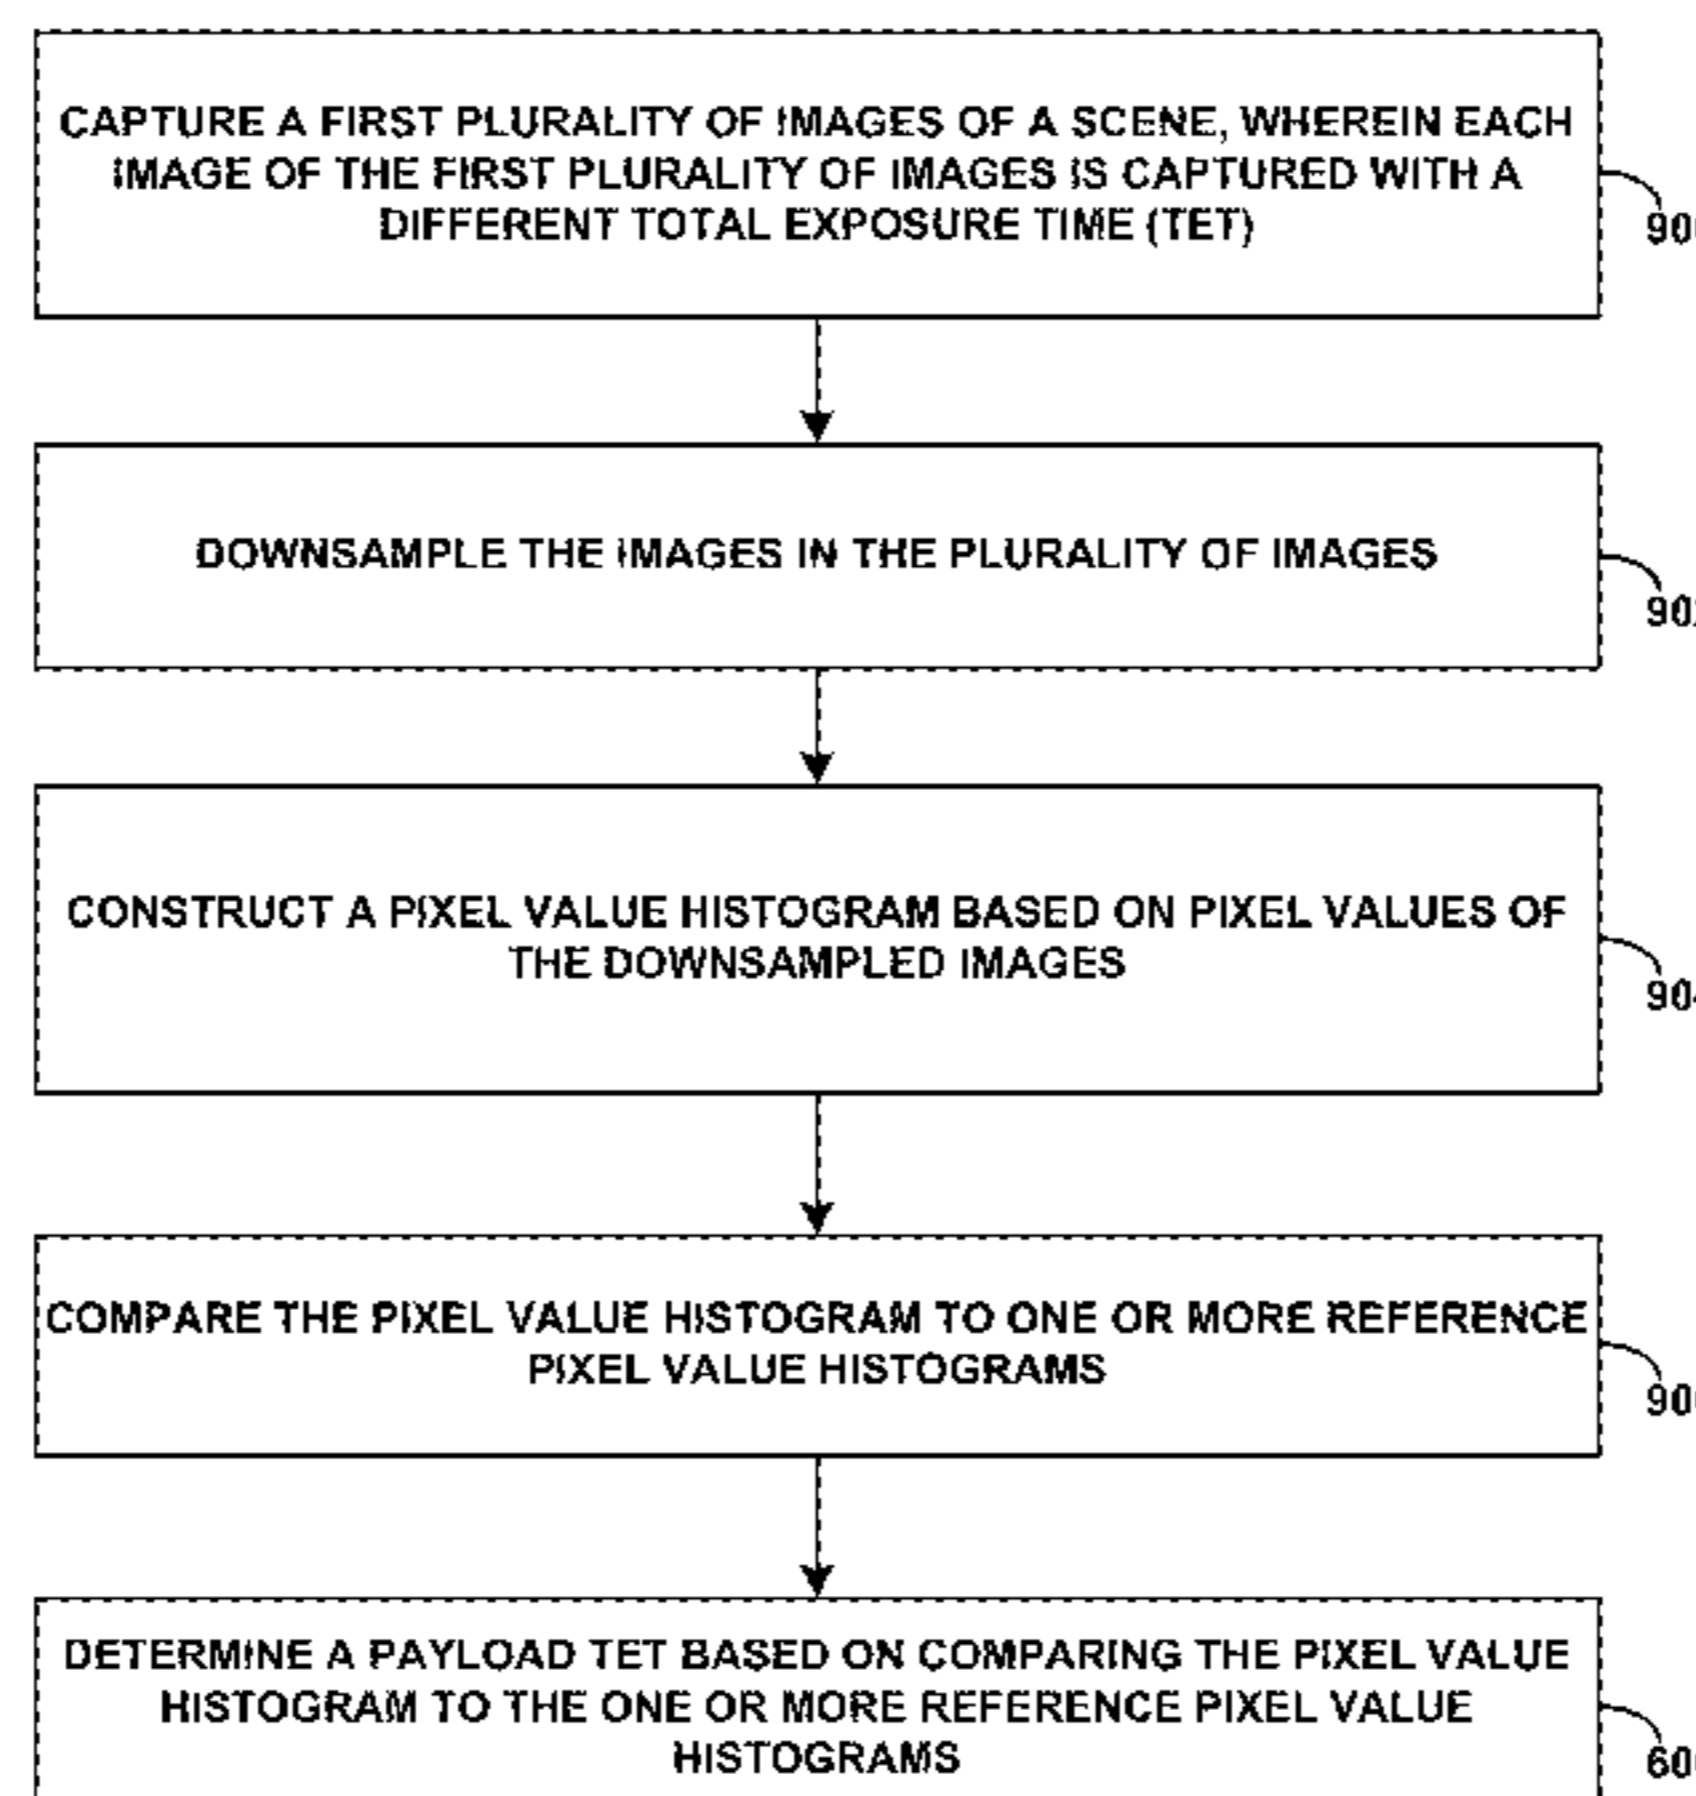 CAPTURE A FIRST PLURALITY OF IMAGES OF A SCENE, WHEREIN EACH
IMAGE OF THE FIRST PLURALITY OF IMAGES IS CAPTURED WITH A
DIFFERENT TOTAL EXPOSURE TIME (TET)
DOWNSAMPLE THE IMAGES IN THE PLURALITY OF IMAGES
CONSTRUCT A PIXEL VALUE HISTOGRAM BASED ON PIXEL VALUES OF
THE DOWNSAMPLED IMAGES
COMPARE THE PIXEL VALUE HISTOGRAM TO ONE OR MORE REFERENCE
PIXEL VALUE HISTOGRAMS
DETERMINE A PAYLOAD TET BASED ON COMPARING THE PIXEL VALUE
HISTOGRAM TO THE ONE OR MORE REFERENCE PIXEL VALUE
HISTOGRAMS